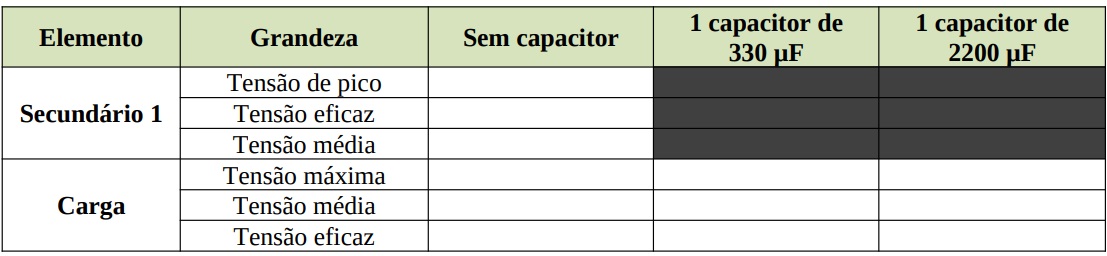 Elemento Grandeza Sem capacitor 1 capacitor de 330 µF 1 capacitor de 2200 µF
Secundário 1 Tensão de pico
Tensão eficaz
Tensão média
Carga Tensão máxima
Tensão média
Tensão eficaz